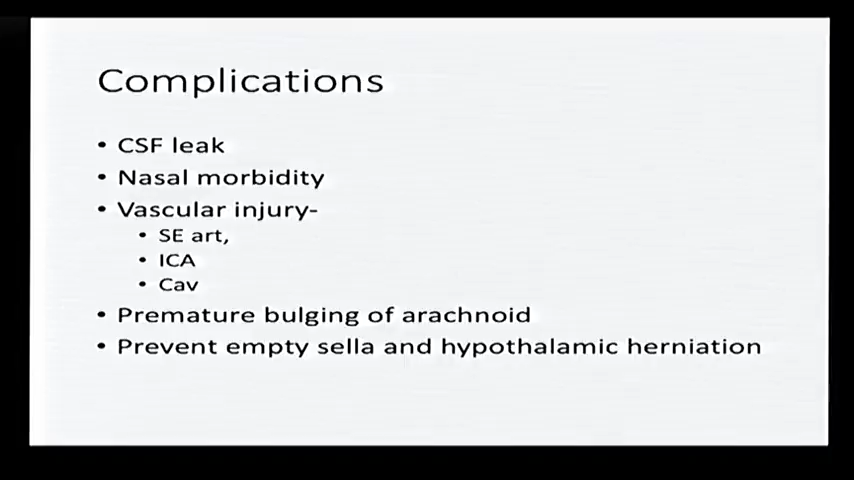 Complications
• CSF leak
• Nasal morbidity
• Vascular injury-
• SE art,
• ICA
• Cav
• Premature bulging of arachnoid
• Prevent empty sella and hypothalamic herniation